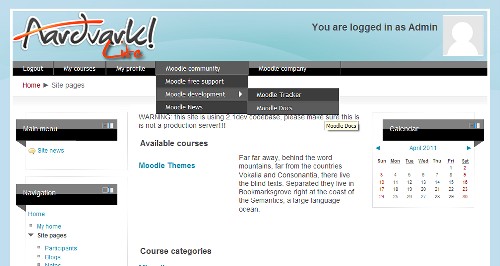 Aardvark!
Lite
You are logged in as Admin
Logout My courses My profile Moodle community Moodle company
Moodle free support
Moodle development Moodle Tracker
Moodle News Moodle Docs
Home ► Site pages
WARNING: this site is using 2.1dev codebase, please make sure this is
is not a production server!!!
Moodle Docs
Main menu
Site news
Navigation
Home
My home
Site pages
Participants
Blogs
Notes
Available courses
Moodle Themes
Far far away, behind the word
mountains, far from the countries
Vokalia and Consonantia, there live
the blind texts. Separated they live in
Bookmarksgrove right at the coast of
the Semantics, a large language
ocean.
Course categories
Calendar
◄ April 2011 ►
Sun Mon Tue Wed Thu Fri Sat
1 2
3 4 5 6 7 8 9
10 11 12 13 14 15 16
17 18 19 20 21 22 23
24 25 26 27 28 29 30